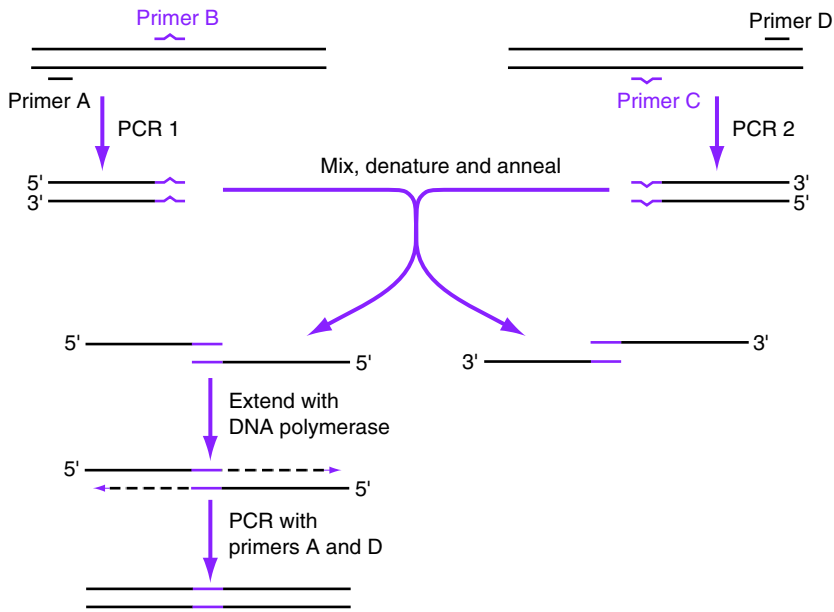 Primer B
Primer D
Primer A
Primer C
PCR 1
PCR 2
Mix, denature and anneal
5'
3'
3'
5'
5'
5'
3'
3'
Extend with
DNA polymerase
5'
5'
PCR with
primers A and D